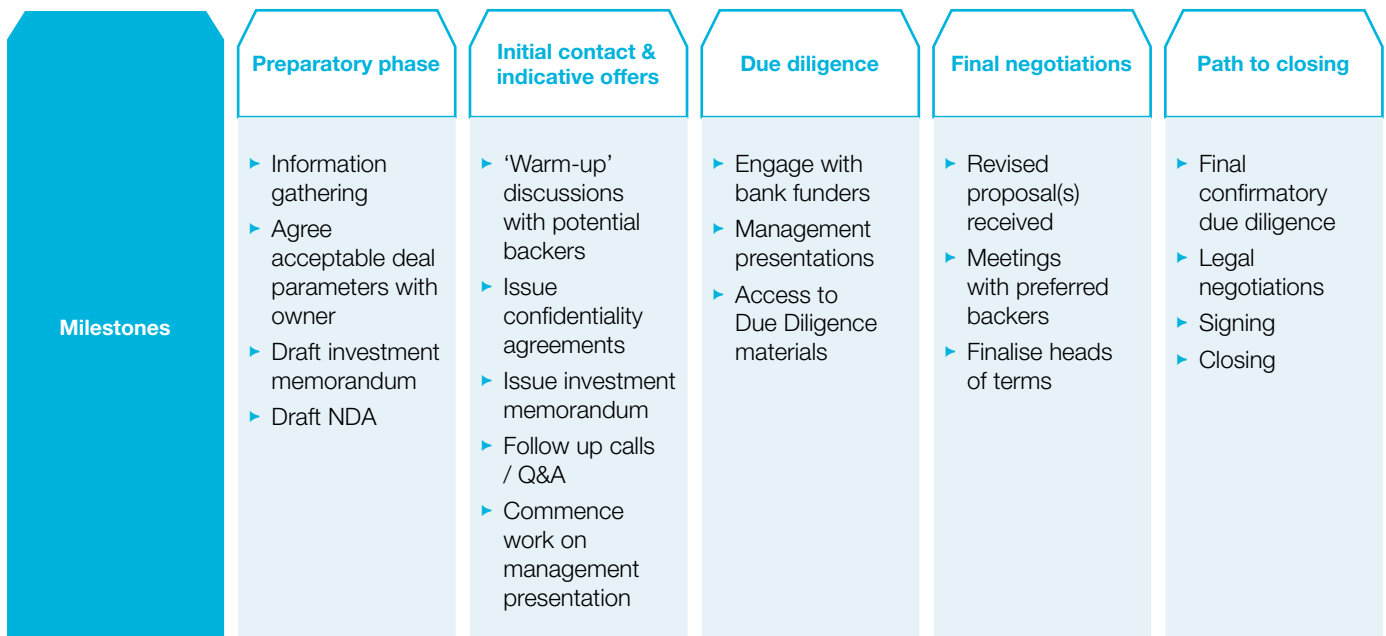 Milestones
Preparatory phase
Information
gathering
Agree
acceptable deal
parameters with
owner
Draft investment
memorandum
Draft NDA
Initial contact &
indicative offers
‘Warm-up’
discussions
with potential
backers
Issue
confidentiality
agreements
Issue investment
memorandum
Follow up calls
/ Q&A
Commence
work on
management
presentation
Due diligence
Engage with
bank funders
Management
presentations
Access to
Due Diligence
materials
Final negotiations
Revised
proposal(s)
received
Meetings
with preferred
backers
Finalise heads
of terms
Path to closing
Final
confirmatory
due diligence
Legal
negotiations
Signing
Closing